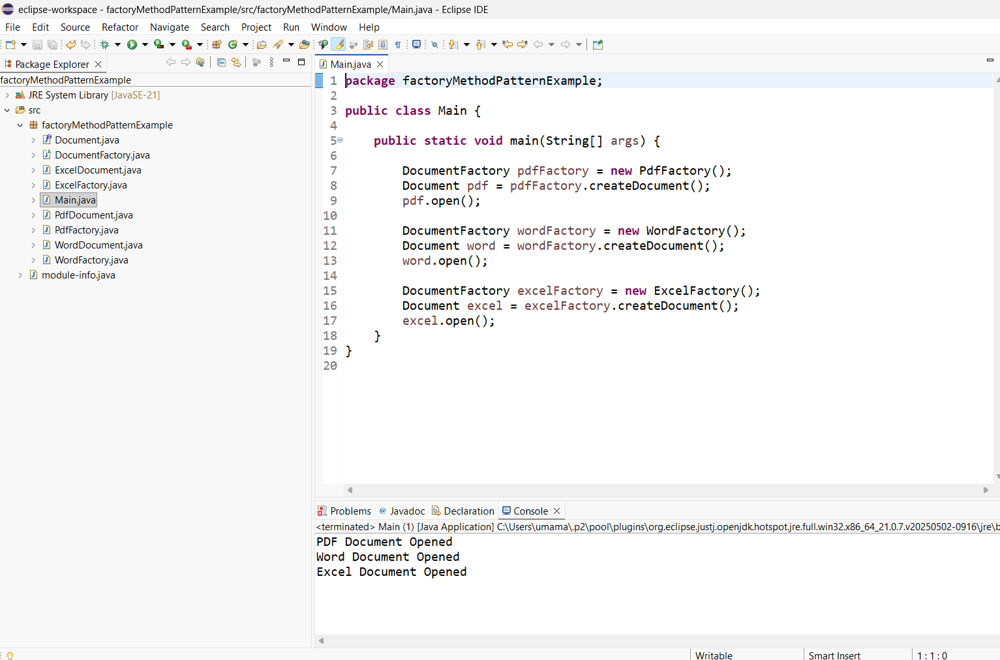 eclipse-workspace - factoryMethodPatternExample/src/factoryMethodPatternExample/Main.java - Eclipse IDE
File Edit Source Refactor Navigate Search Project Run Window Help
Package Explorer
factoryMethodPatternExample
JRE System Library [JavaSE-21]
src
factoryMethodPatternExample
Document.java
DocumentFactory.java
ExcelDocument.java
ExcelFactory.java
Main.java
PdfDocument.java
PdfFactory.java
WordDocument.java
WordFactory.java
module-info.java
Main.java
1 package factoryMethodPatternExample;
2
3 public class Main {
4
5     public static void main(String[] args) {
6
7         DocumentFactory pdfFactory = new PdfFactory();
8         Document pdf = pdfFactory.createDocument();
9         pdf.open();
10
11         DocumentFactory wordFactory = new WordFactory();
12         Document word = wordFactory.createDocument();
13         word.open();
14
15         DocumentFactory excelFactory = new ExcelFactory();
16         Document excel = excelFactory.createDocument();
17         excel.open();
18     }
19 }
20
Problems @ Javadoc Declaration Console
<terminated> Main (1) [Java Application] C:\Users\umama\.p2\pool\plugins\org.eclipse.justj.openjdk.hotspot.jre.full.win32.x86_64_21.0.7.v20250502-0916\jre\b
PDF Document Opened
Word Document Opened
Excel Document Opened
Writable Smart Insert 1 : 1 : 0